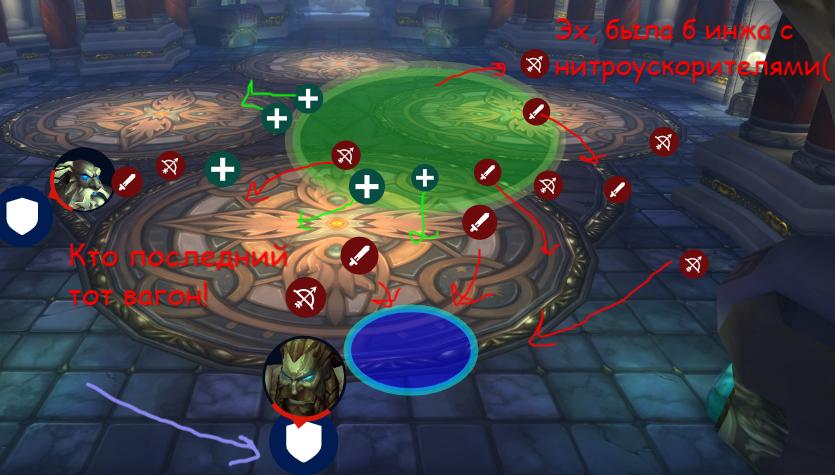 Эх, была б инжа с
нитроускорителями(
Кто последний
тот вагон!